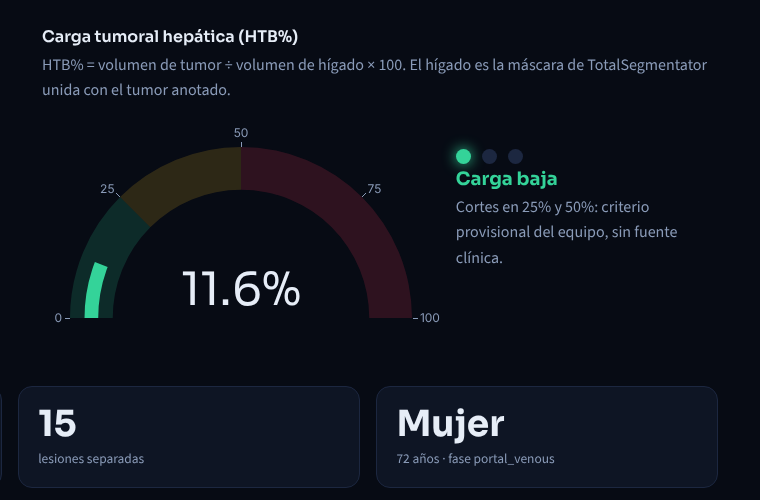 Carga tumoral hepática (HTB%)
HTB% = volumen de tumor ÷ volumen de hígado × 100. El hígado es la máscara de TotalSegmentator
unida con el tumor anotado.
50
25
75
0
100
11.6%
Carga baja
Cortes en 25% y 50%: criterio
provisional del equipo, sin fuente
clínica.
15
lesiones separadas
Mujer
72 años · fase portal_venous